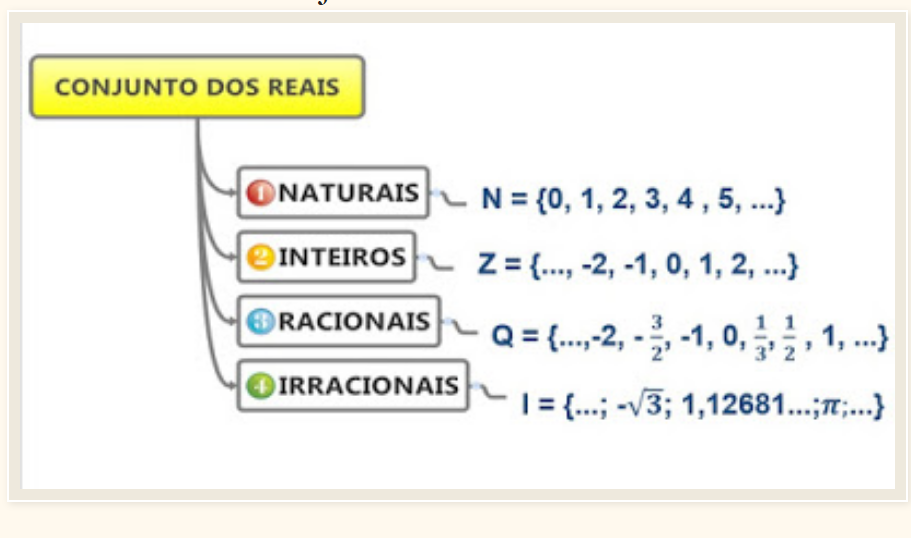 CONJUNTO DOS REAIS
1 NATURAIS N = {0, 1, 2, 3, 4 , 5, ...}
2 INTEIROS Z = {..., -2, -1, 0, 1, 2, ...}
3 RACIONAIS Q = {...,-2, - 3/2, -1, 0, 1/3, 1/2 , 1, ...}
4 IRRACIONAIS I = {...; -√3; 1,12681...;π;...}